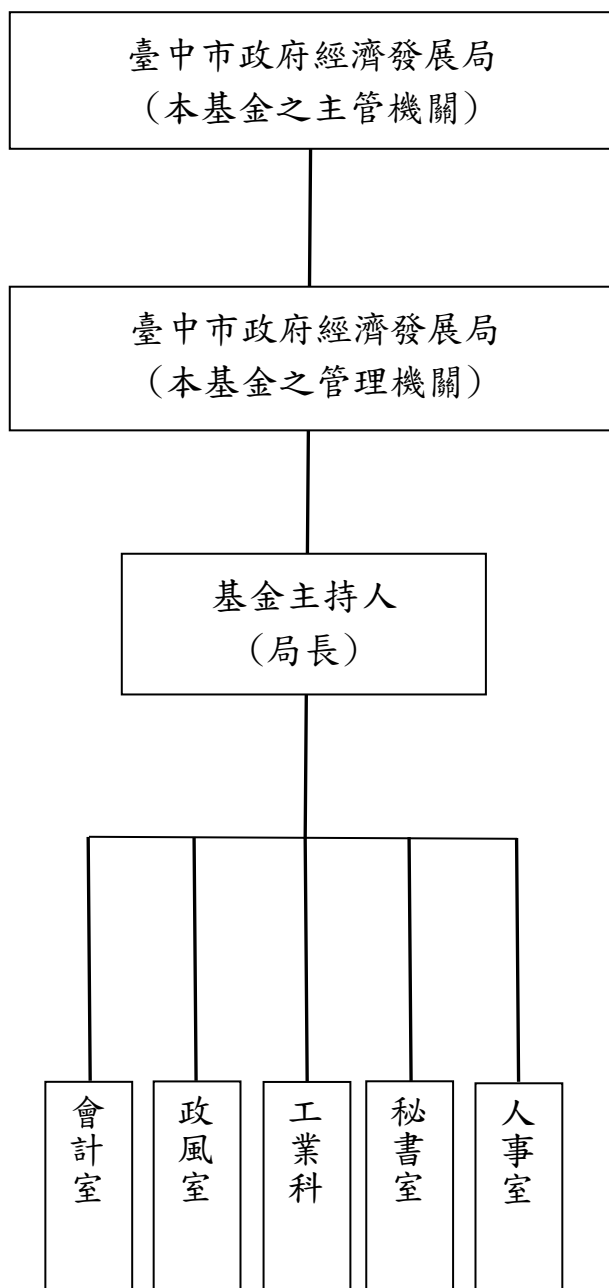 臺中市政府經濟發展局
（本基金之主管機關）
臺中市政府經濟發展局
（本基金之管理機關）
基金主持人
（局長）
會計室
政風室
工業科
秘書室
人事室